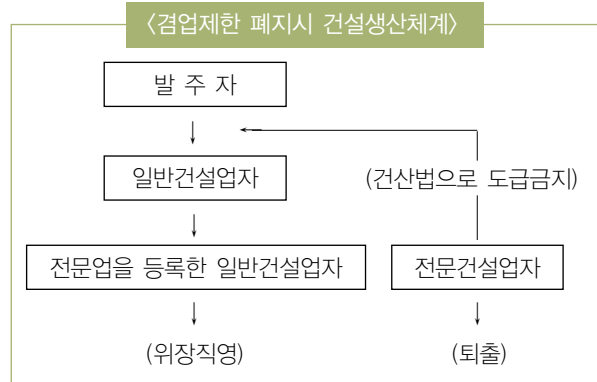 〈겸업제한 폐지시 건설생산체계〉
발 주 자
일반건설업자
(건산법으로 도급금지)
전문업을 등록한 일반건설업자
전문건설업자
(위장직영)
(퇴출)